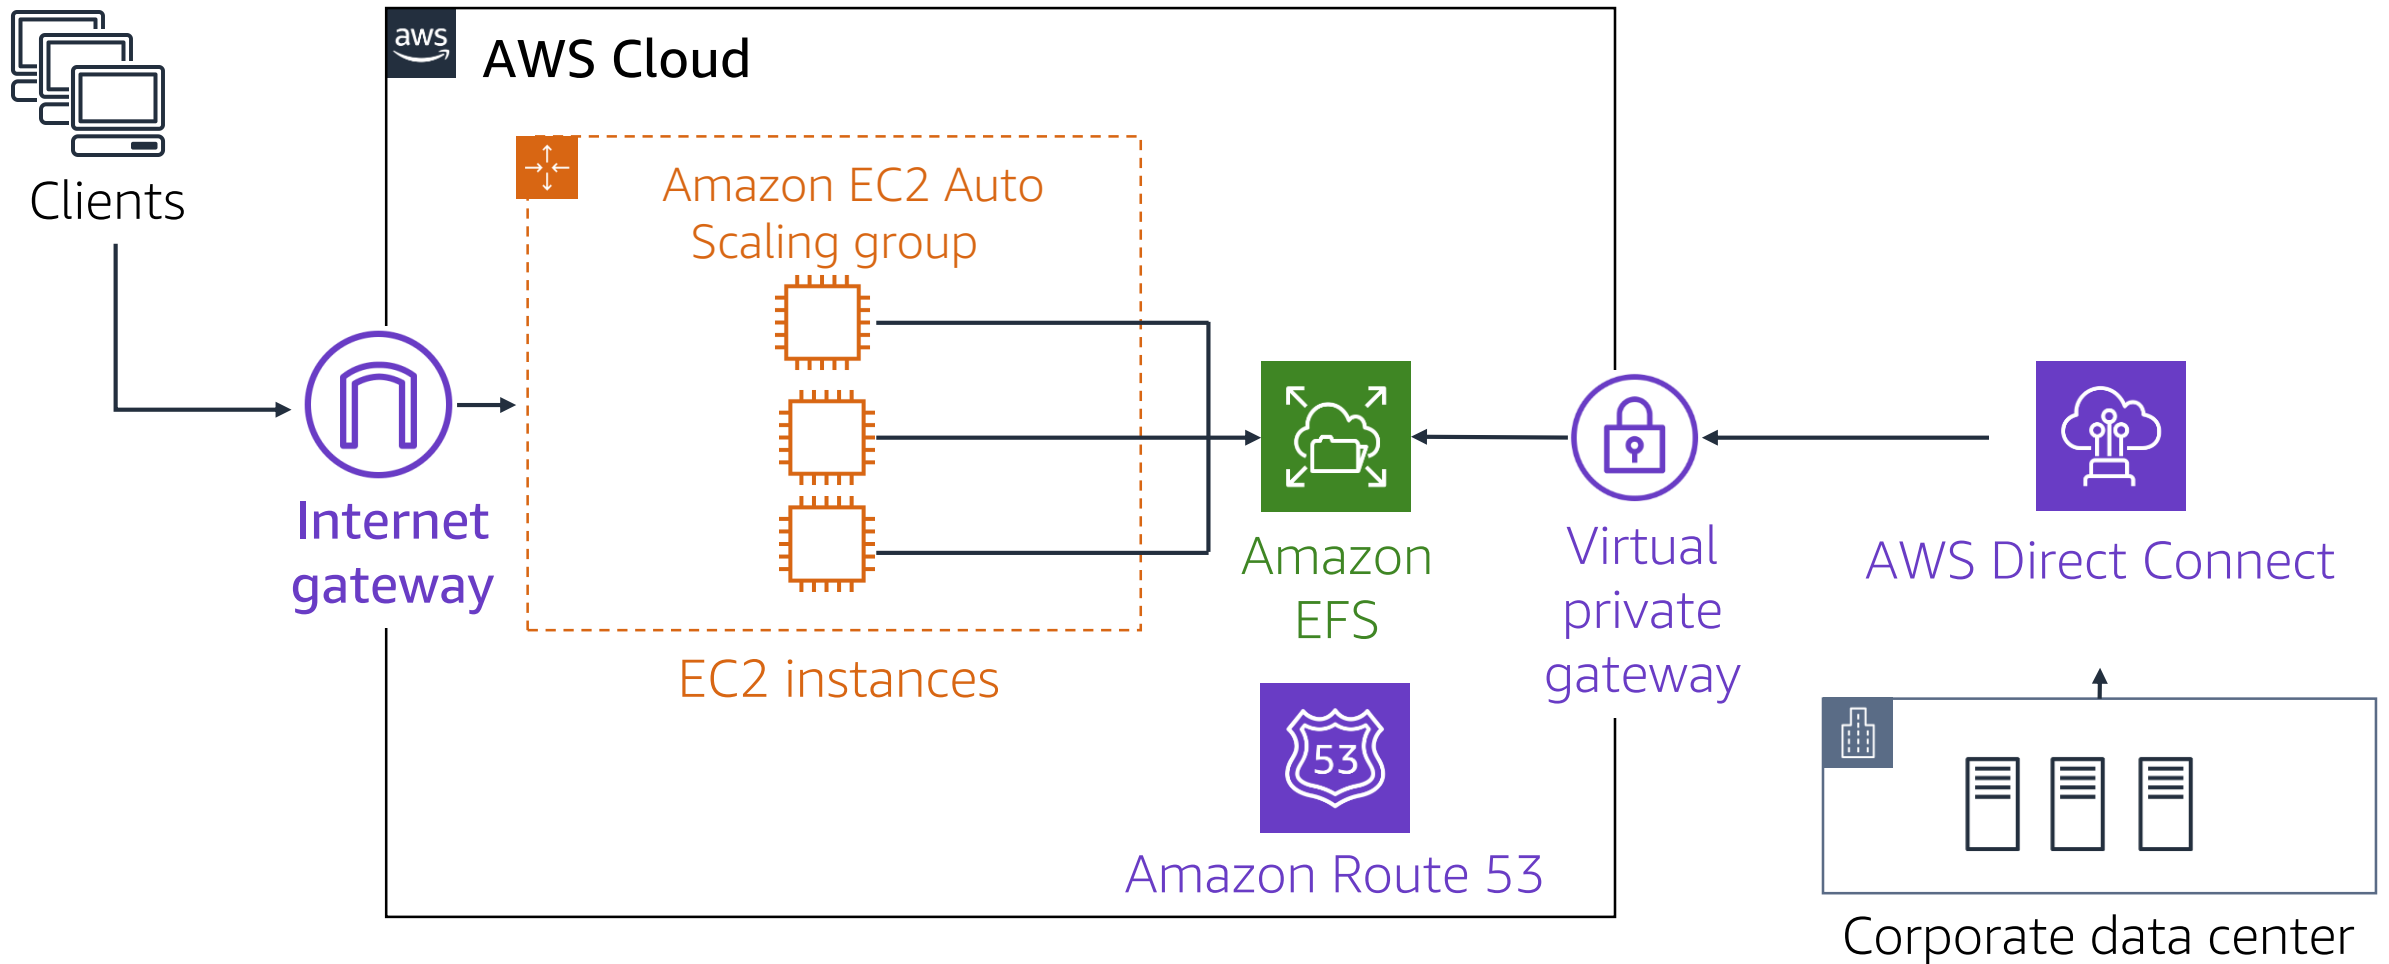 aws
AWS Cloud
Clients
Amazon EC2 Auto
Scaling group
Internet
gateway
EC2 instances
Amazon
EFS
53
Amazon Route 53
Virtual
private
gateway
AWS Direct Connect
Corporate data center